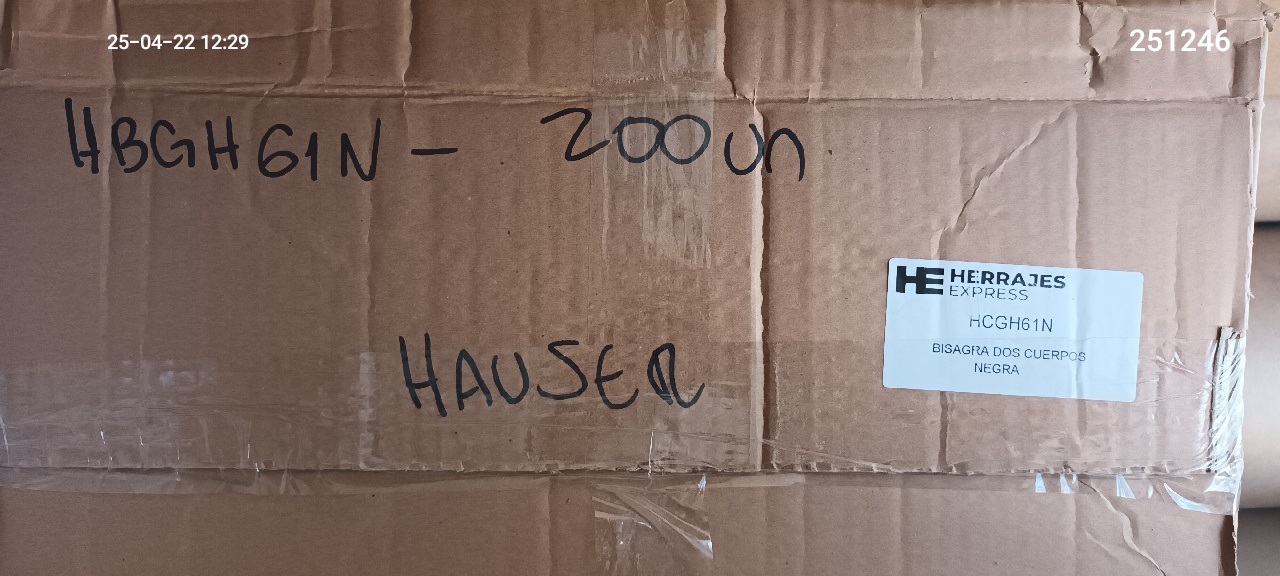 25-04-22 12:29
251246
HBGH61N - 200un
HAUSER
HE HERRAJES
EXPRESS
HCGH61N
BISAGRA DOS CUERPOS
NEGRA